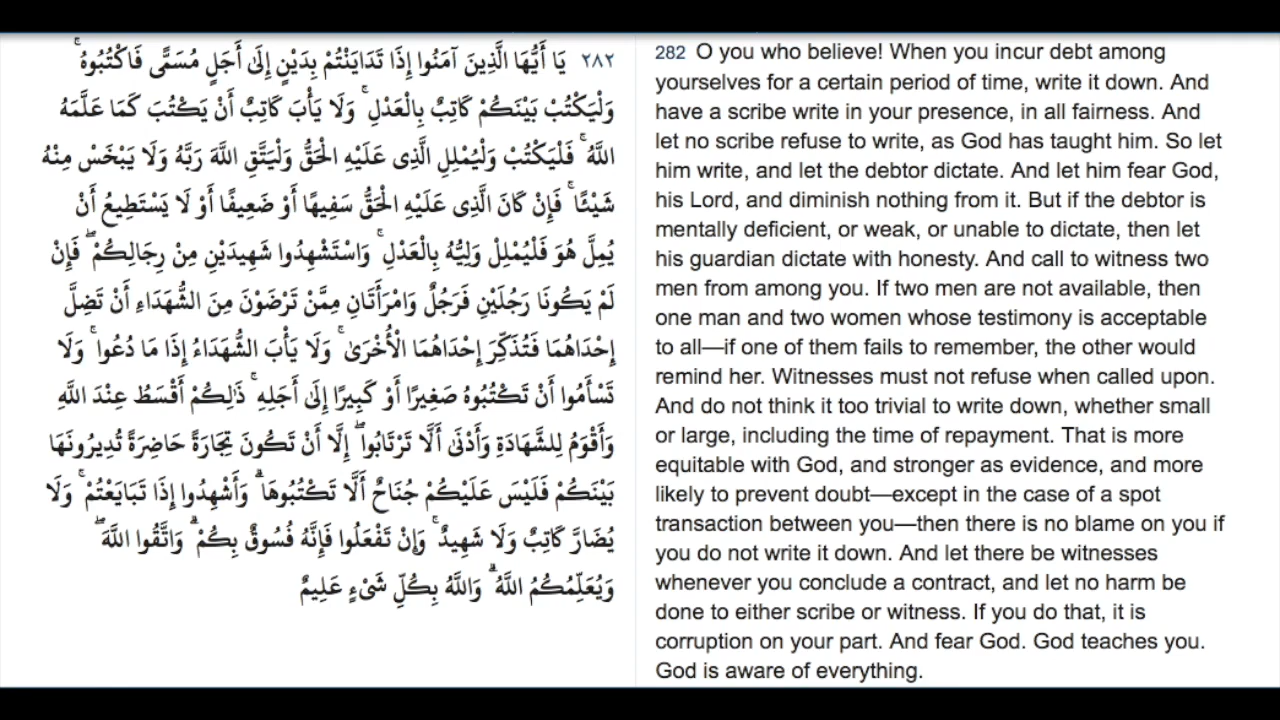 ٢٨٢ يَا أَيُّهَا الَّذِينَ آمَنُوا إِذَا تَدَايَنْتُمْ بِدَيْنٍ إِلَىٰ أَجَلٍ مُسَمًّى فَاكْتُبُوهُ ۚ
وَلْيَكْتُبْ بَيْنَكُمْ كَاتِبٌ بِالْعَدْلِ ۚ وَلَا يَأْبَ كَاتِبٌ أَنْ يَكْتُبَ كَمَا عَلَّمَهُ
اللَّهُ ۚ فَلْيَكْتُبْ وَلْيُمْلِلِ الَّذِى عَلَيْهِ الْحَقُّ وَلْيَتَّقِ اللَّهَ رَبَّهُ وَلَا يَبْخَسْ مِنْهُ
شَيْئًا ۚ فَإِنْ كَانَ الَّذِى عَلَيْهِ الْحَقُّ سَفِيهًا أَوْ ضَعِيفًا أَوْ لَا يَسْتَطِيعُ أَنْ
يُمِلَّ هُوَ فَلْيُمْلِلْ وَلِيُّهُ بِالْعَدْلِ ۚ وَاسْتَشْهِدُوا شَهِيدَيْنِ مِنْ رِجَالِكُمْ ۖ فَإِنْ
لَمْ يَكُونَا رَجُلَيْنِ فَرَجُلٌ وَامْرَأَتَانِ مِمَّنْ تَرْضَوْنَ مِنَ الشُّهَدَاءِ أَنْ تَضِلَّ
إِحْدَاهُمَا فَتُذَكِّرَ إِحْدَاهُمَا الْأُخْرَىٰ ۚ وَلَا يَأْبَ الشُّهَدَاءُ إِذَا مَا دُعُوا ۚ وَلَا
تَسْأَمُوا أَنْ تَكْتُبُوهُ صَغِيرًا أَوْ كَبِيرًا إِلَىٰ أَجَلِهِ ۚ ذَٰلِكُمْ أَقْسَطُ عِنْدَ اللَّهِ
وَأَقْوَمُ لِلشَّهَادَةِ وَأَدْنَىٰ أَلَّا تَرْتَابُوا ۖ إِلَّا أَنْ تَكُونَ تِجَارَةً حَاضِرَةً تُدِيرُونَهَا
بَيْنَكُمْ فَلَيْسَ عَلَيْكُمْ جُنَاحٌ أَلَّا تَكْتُبُوهَا ۗ وَأَشْهِدُوا إِذَا تَبَايَعْتُمْ ۚ وَلَا
يُضَارَّ كَاتِبٌ وَلَا شَهِيدٌ ۚ وَإِنْ تَفْعَلُوا فَإِنَّهُ فُسُوقٌ بِكُمْ ۗ وَاتَّقُوا اللَّهَ ۖ
وَيُعَلِّمُكُمُ اللَّهُ ۗ وَاللَّهُ بِكُلِّ شَىْءٍ عَلِيمٌ
282 O you who believe! When you incur debt among
yourselves for a certain period of time, write it down. And
have a scribe write in your presence, in all fairness. And
let no scribe refuse to write, as God has taught him. So let
him write, and let the debtor dictate. And let him fear God,
his Lord, and diminish nothing from it. But if the debtor is
mentally deficient, or weak, or unable to dictate, then let
his guardian dictate with honesty. And call to witness two
men from among you. If two men are not available, then
one man and two women whose testimony is acceptable
to all—if one of them fails to remember, the other would
remind her. Witnesses must not refuse when called upon.
And do not think it too trivial to write down, whether small
or large, including the time of repayment. That is more
equitable with God, and stronger as evidence, and more
likely to prevent doubt—except in the case of a spot
transaction between you—then there is no blame on you if
you do not write it down. And let there be witnesses
whenever you conclude a contract, and let no harm be
done to either scribe or witness. If you do that, it is
corruption on your part. And fear God. God teaches you.
God is aware of everything.